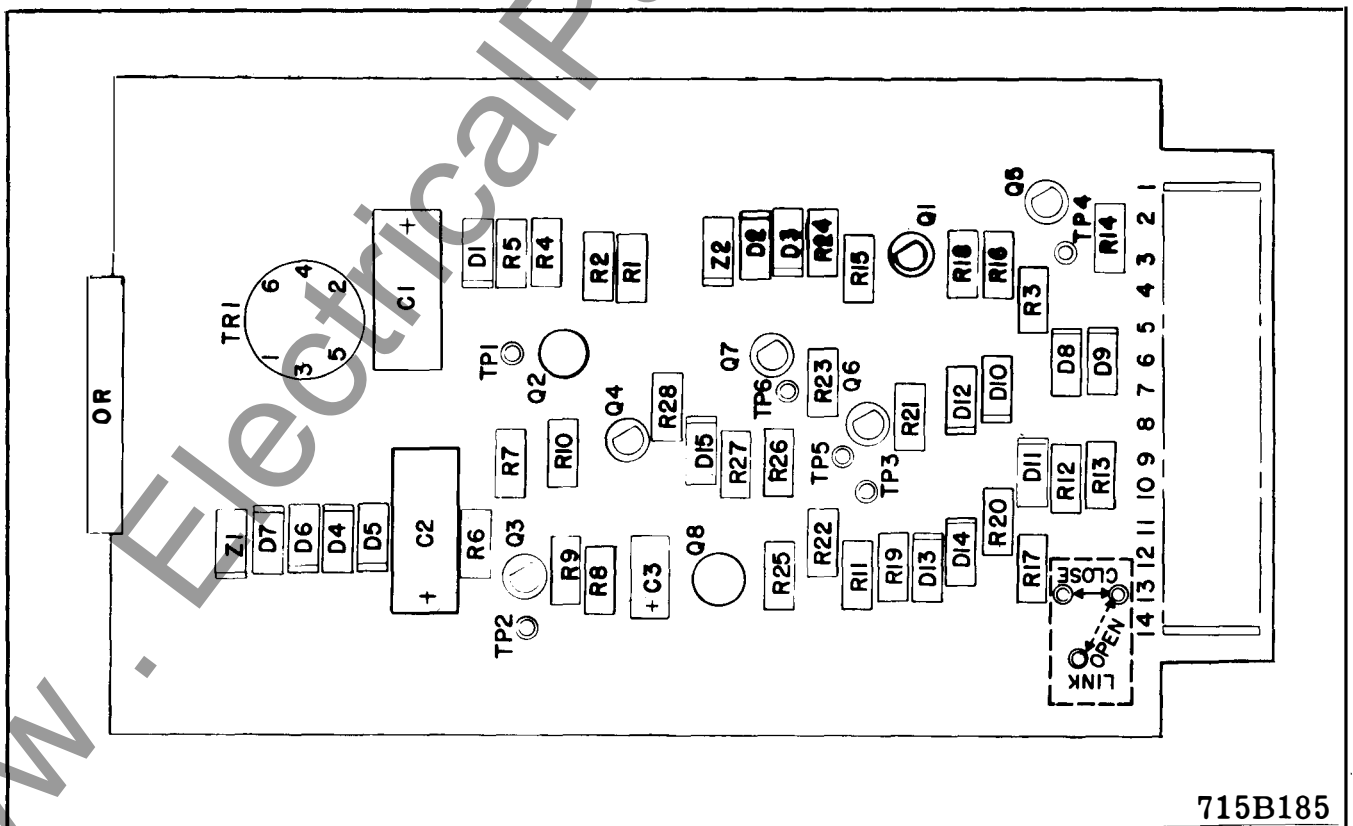 www . ElectricalPa
OR
TR1
1
6
3
4
5
2
+
C1
D1
R5
R4
R2
R1
Z2
D2
D3
R24
R15
Q1
R18
R16
R3
Q5
TP4
R14
1
2
3
4
5
6
7
8
9
10
11
12
13
14
TP1
Q2
Q4
R28
Q7
TP6
R23
Q6
R21
D12
D10
D8
D9
Z1
D7
D6
D4
D5
C2
+
R6
R7
R10
D15
R27
R26
TP5
TP3
D11
R12
R13
TP2
Q3
R9
R8
+ C3
Q8
R25
R22
R11
R19
D13
D14
R20
R17
CLOSE
OPEN
LINK
715B185